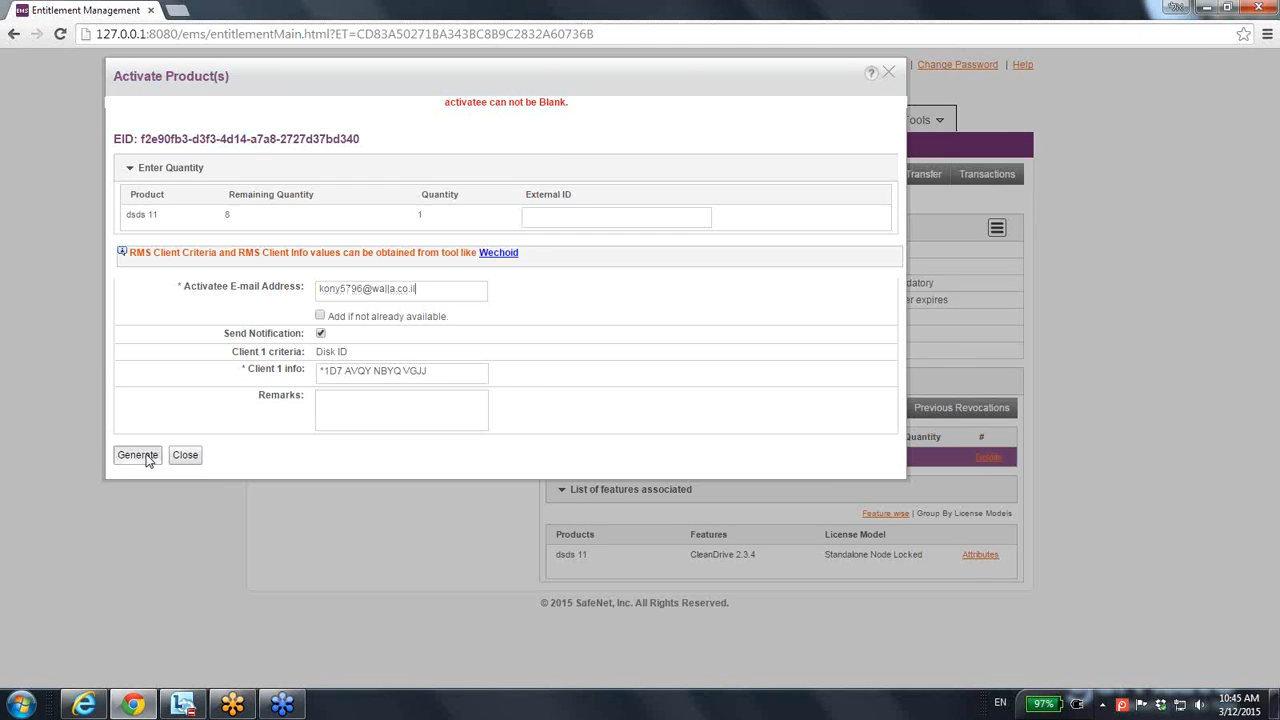 EMS Entitlement Management
127.0.0.1:8080/ems/entitlementMain.html?ET=CD83A50271BA343BC8B9C2832A60736B
Activate Product(s)
?
| Change Password | Help
activatee can not be Blank.
Tools
EID: f2e90fb3-d3f3-4d14-a7a8-2727d37bd340
Enter Quantity
Transfer Transactions
Product Remaining Quantity Quantity External ID
dsds 11 8 1
RMS Client Criteria and RMS Client Info values can be obtained from tool like Wechoid
* Activatee E-mail Address: kony5796@walla.co.il
datory
er expires
Add if not already available.
Send Notification:
Client 1 criteria: Disk ID
* Client 1 info: *1D7 AVQY NBYQ VGJJ
Remarks:
Previous Revocations
Quantity #
Generate Close
Details
List of features associated
Feature wise | Group By License Models
Products Features License Model
dsds 11 CleanDrive 2.3.4 Standalone Node Locked Attributes
© 2015 SafeNet, Inc. All Rights Reserved.
EN 97% 10:45 AM
3/12/2015